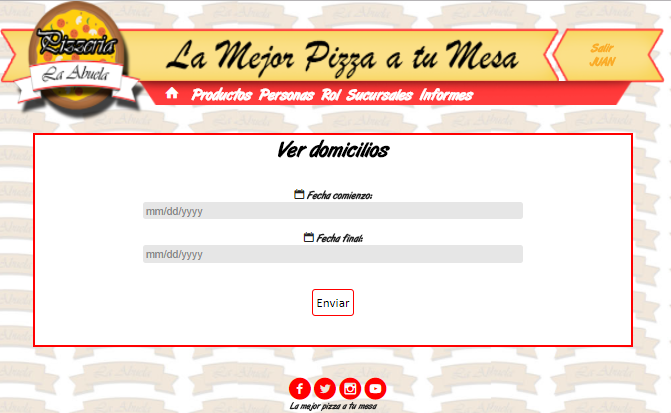 Pizzeria
La Abuela
La Mejor Pizza a tu Mesa
Salir
JUAN
Productos Personas Rol Sucursales Informes
Ver domicilios
Fecha comienzo:
mm/dd/yyyy
Fecha final:
mm/dd/yyyy
Enviar
La mejor pizza a tu mesa